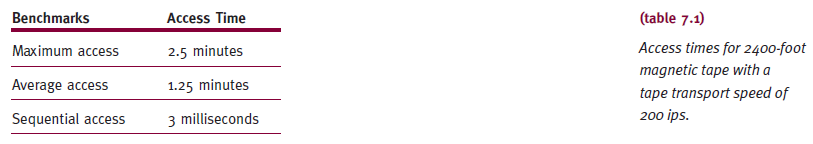 Benchmarks Access Time
Maximum access 2.5 minutes
Average access 1.25 minutes
Sequential access 3 milliseconds
(table 7.1)
Access times for 2400-foot
magnetic tape with a
tape transport speed of
200 ips.